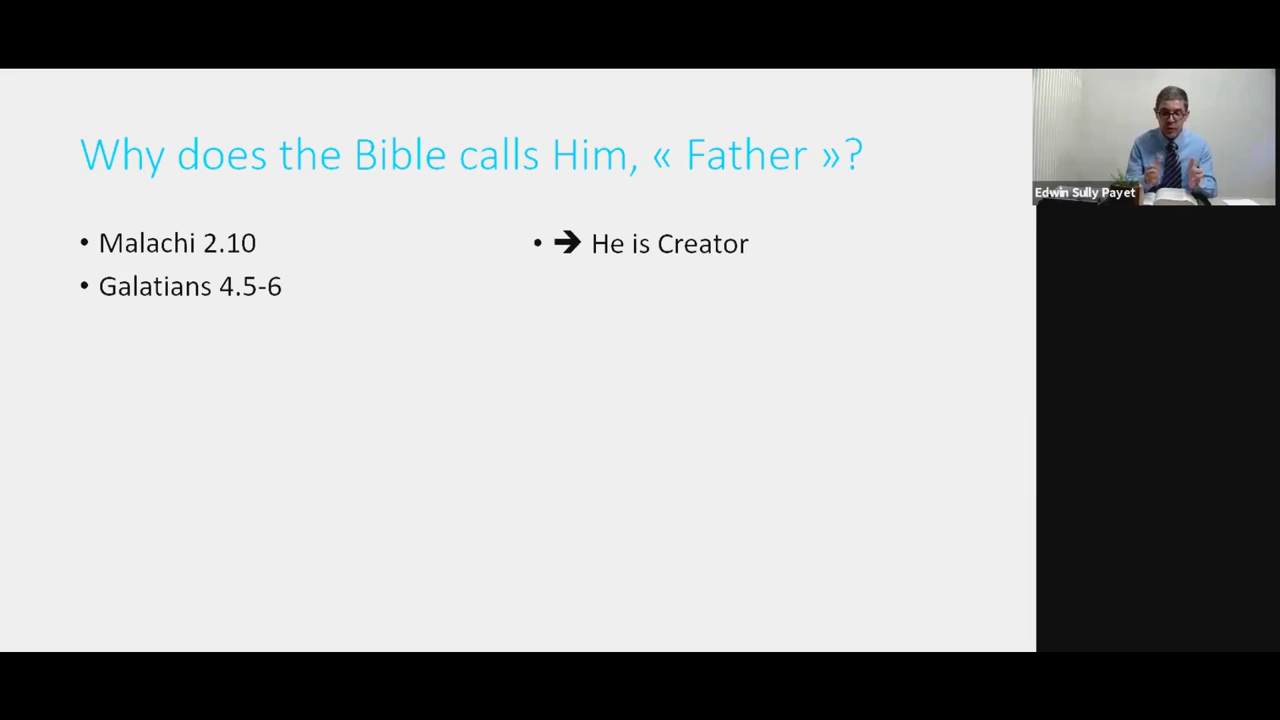 Why does the Bible calls Him, « Father »?
• Malachi 2.10
• Galatians 4.5-6
• ➔ He is Creator
Edwin Sully Payet